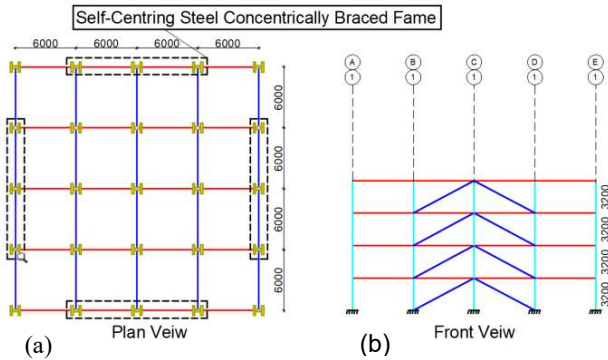 Self-Centring Steel Concentrically Braced Fame
6000 6000 6000 6000
6000
6000
6000
6000
Plan Veiw
(a)
A B C D E
1 1 1 1 1
3200
3200
3200
3200
Front Veiw
(b)